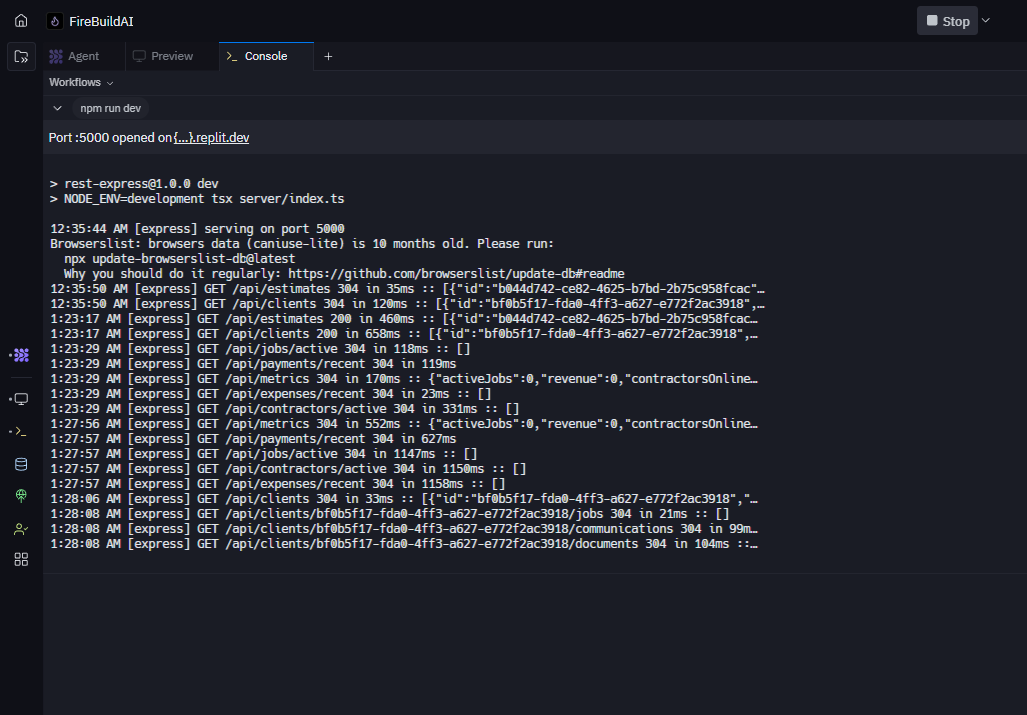 FireBuildAI
Stop
Agent
Preview
>_ Console
+
Workflows
npm run dev
Port :5000 opened on {...}.replit.dev
> rest-express@1.0.0 dev
> NODE_ENV=development tsx server/index.ts
12:35:44 AM [express] serving on port 5000
Browserslist: browsers data (caniuse-lite) is 10 months old. Please run:
npx update-browserslist-db@latest
Why you should do it regularly: https://github.com/browserslist/update-db#readme
12:35:50 AM [express] GET /api/estimates 304 in 35ms :: [{"id":"b044d742-ce82-4625-b7bd-2b75c958fcac"…
12:35:50 AM [express] GET /api/clients 304 in 120ms :: [{"id":"bf0b5f17-fda0-4ff3-a627-e772f2ac3918",…
1:23:17 AM [express] GET /api/estimates 200 in 460ms :: [{"id":"b044d742-ce82-4625-b7bd-2b75c958fcac…
1:23:17 AM [express] GET /api/clients 200 in 658ms :: [{"id":"bf0b5f17-fda0-4ff3-a627-e772f2ac3918",…
1:23:29 AM [express] GET /api/jobs/active 304 in 118ms :: []
1:23:29 AM [express] GET /api/payments/recent 304 in 119ms
1:23:29 AM [express] GET /api/metrics 304 in 170ms :: {"activeJobs":0,"revenue":0,"contractorsOnline…
1:23:29 AM [express] GET /api/expenses/recent 304 in 23ms :: []
1:23:29 AM [express] GET /api/contractors/active 304 in 331ms :: []
1:27:56 AM [express] GET /api/metrics 304 in 552ms :: {"activeJobs":0,"revenue":0,"contractorsOnline…
1:27:57 AM [express] GET /api/payments/recent 304 in 627ms
1:27:57 AM [express] GET /api/jobs/active 304 in 1147ms :: []
1:27:57 AM [express] GET /api/contractors/active 304 in 1150ms :: []
1:27:57 AM [express] GET /api/expenses/recent 304 in 1158ms :: []
1:28:06 AM [express] GET /api/clients 304 in 33ms :: [{"id":"bf0b5f17-fda0-4ff3-a627-e772f2ac3918","…
1:28:08 AM [express] GET /api/clients/bf0b5f17-fda0-4ff3-a627-e772f2ac3918/jobs 304 in 21ms :: []
1:28:08 AM [express] GET /api/clients/bf0b5f17-fda0-4ff3-a627-e772f2ac3918/communications 304 in 99m…
1:28:08 AM [express] GET /api/clients/bf0b5f17-fda0-4ff3-a627-e772f2ac3918/documents 304 in 104ms ::…